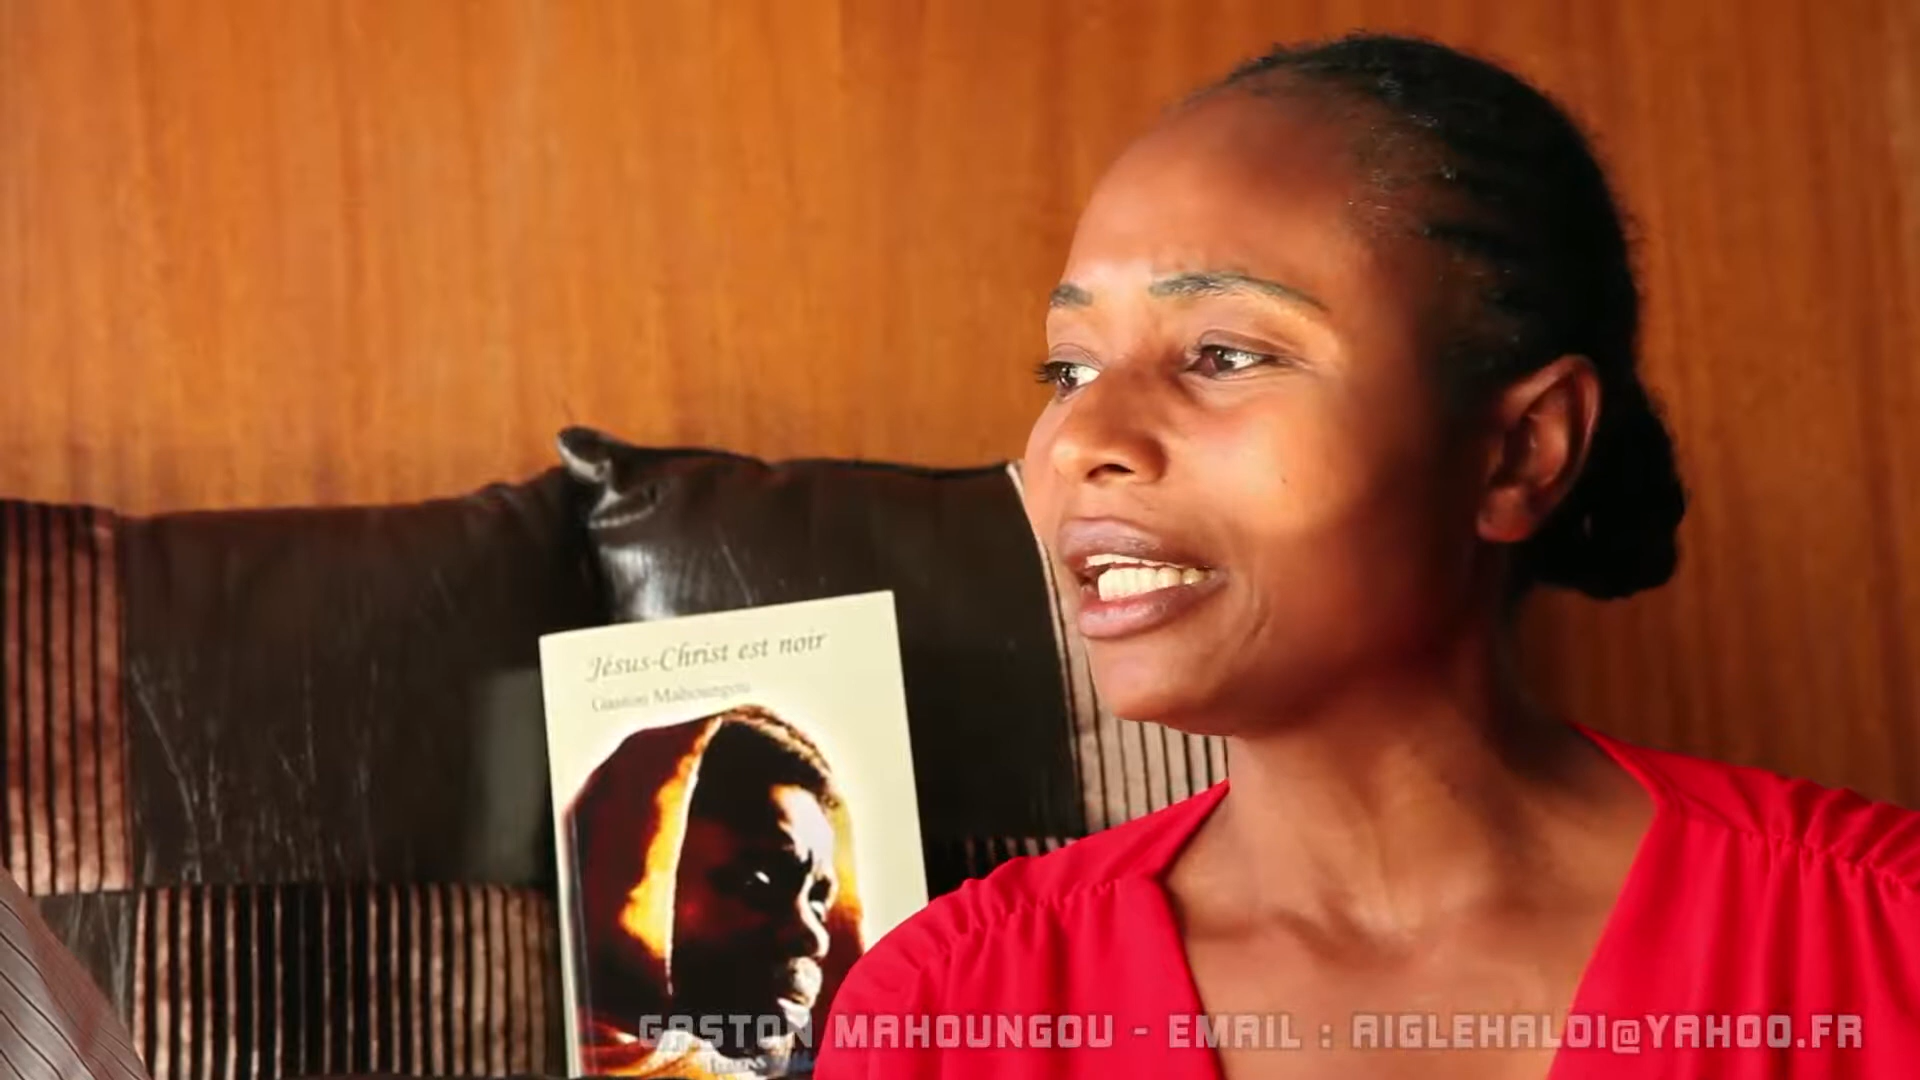 Jésus-Christ est noir
Gaston Mahoungou
GASTON MAHOUNGOU - EMAIL : AIGLEHALOI@YAHOO.FR